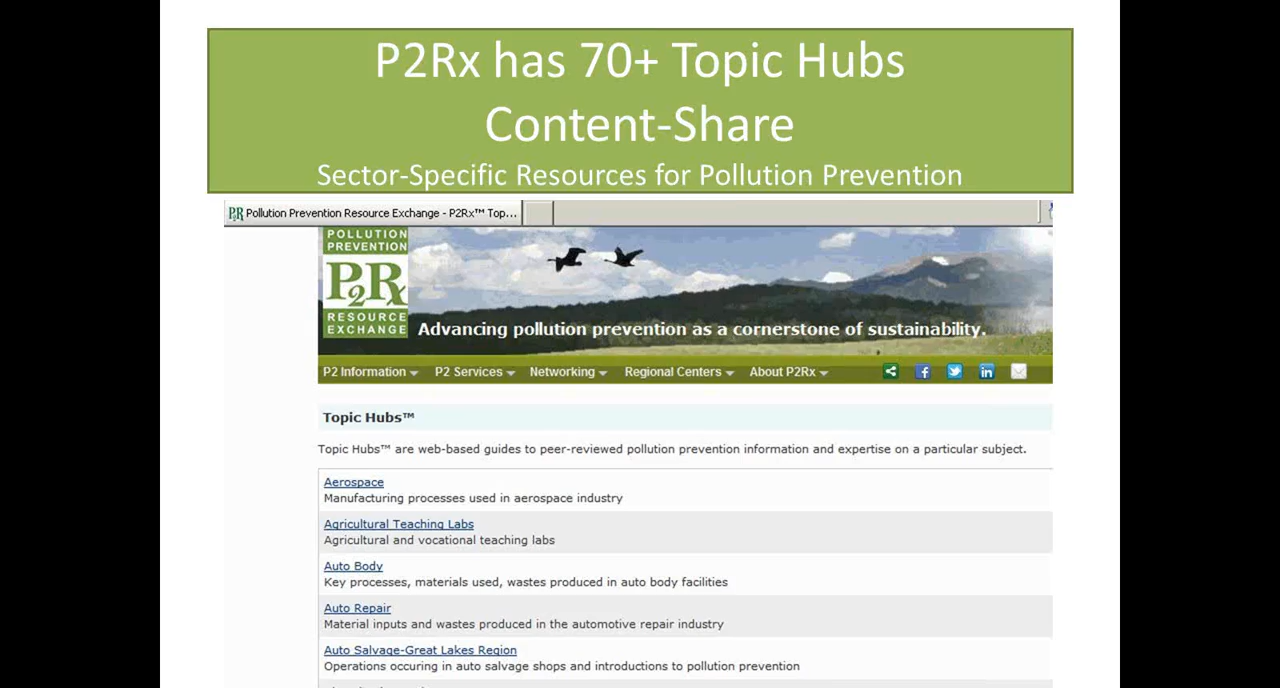 P2Rx has 70+ Topic Hubs
Content-Share
Sector-Specific Resources for Pollution Prevention
P2R Pollution Prevention Resource Exchange - P2Rx™ Top...
POLLUTION
PREVENTION
P2Rx
RESOURCE
EXCHANGE
Advancing pollution prevention as a cornerstone of sustainability.
P2 Information P2 Services Networking Regional Centers About P2Rx
Topic Hubs™
Topic Hubs™ are web-based guides to peer-reviewed pollution prevention information and expertise on a particular subject.
Aerospace
Manufacturing processes used in aerospace industry
Agricultural Teaching Labs
Agricultural and vocational teaching labs
Auto Body
Key processes, materials used, wastes produced in auto body facilities
Auto Repair
Material inputs and wastes produced in the automotive repair industry
Auto Salvage-Great Lakes Region
Operations occuring in auto salvage shops and introductions to pollution prevention